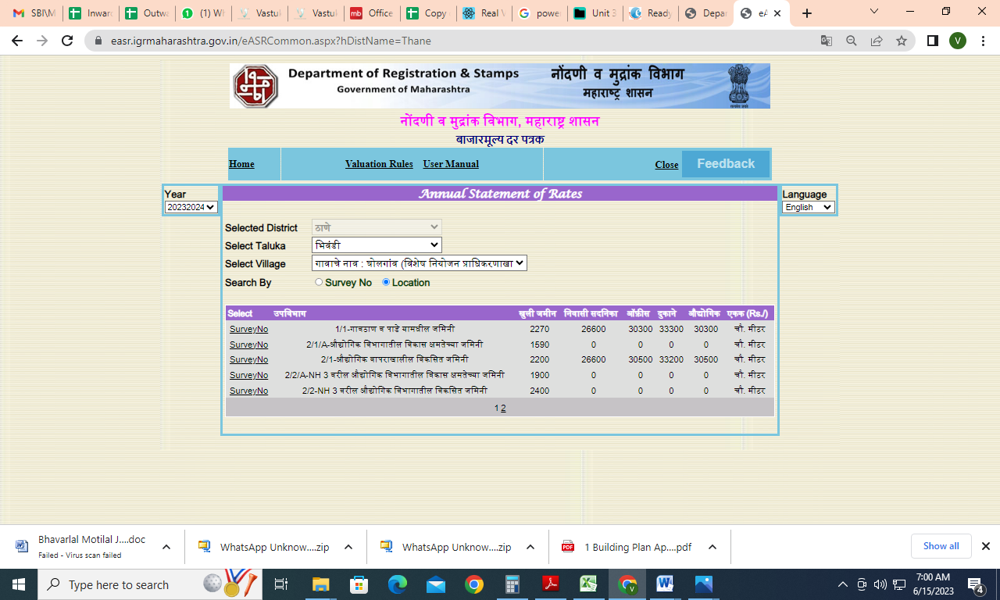 SBI\M Inwar Outwa (1) Wh Vastuk Vastuk Office Copy Real V power Unit 3 Ready Depar eA
easr.igrmaharashtra.gov.in/eASRCommon.aspx?hDistName=Thane V
Department of Registration & Stamps नोंदणी व मुद्रांक विभाग
Government of Maharashtra महाराष्ट्र शासन
नोंदणी व मुद्रांक विभाग, महाराष्ट्र शासन
बाजारमूल्य दर पत्रक
Home Valuation Rules User Manual Close Feedback
Year Annual Statement of Rates Language
20232024 English
Selected District ठाणे
Select Taluka भिवंडी
Select Village गावाचे नाव : घोलगांव (विशेष नियोजन प्राधिकरणाखा
Search By Survey No Location
Select उपविभाग खुली जमीन निवासी सदनिका ऑफ़ीस दुकाने औद्योगिक एकक (Rs./)
SurveyNo 1/1-गावठाण व पाडे यामधील जमिनी 2270 26600 30300 33300 30300 चौ. मीटर
SurveyNo 2/1/A-औद्योगिक विभागातील विकास क्षमतेच्या जमिनी 1590 0 0 0 0 चौ. मीटर
SurveyNo 2/1-औद्योगिक वापराखालील विकसित जमिनी 2200 26600 30500 33200 30500 चौ. मीटर
SurveyNo 2/2/A-NH 3 वरील औद्योगिक विभागातील विकास क्षमतेच्या जमिनी 1900 0 0 0 0 चौ. मीटर
SurveyNo 2/2-NH 3 वरील औद्योगिक विभागातील विकसित जमिनी 2400 0 0 0 0 चौ. मीटर
1 2
Bhavarlal Motilal J....doc WhatsApp Unknow....zip WhatsApp Unknow....zip 1 Building Plan Ap....pdf Show all
Failed - Virus scan failed
Type here to search 7:00 AM
6/15/2023 4